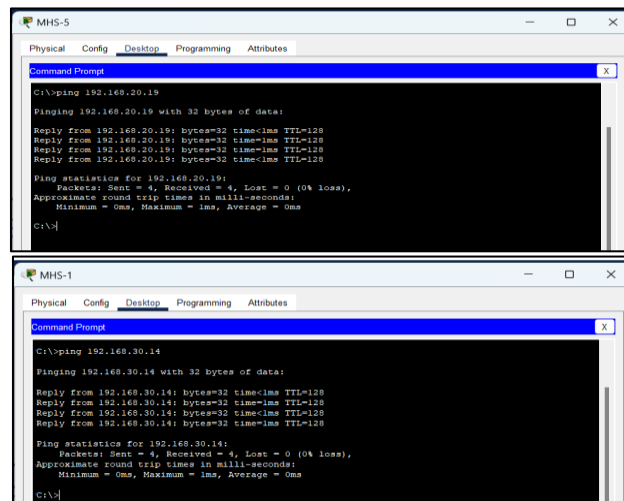 MHS-5
Physical Config Desktop Programming Attributes
Command Prompt X
C:\>ping 192.168.20.19
Pinging 192.168.20.19 with 32 bytes of data:
Reply from 192.168.20.19: bytes=32 time<1ms TTL=128
Reply from 192.168.20.19: bytes=32 time=1ms TTL=128
Reply from 192.168.20.19: bytes=32 time=1ms TTL=128
Reply from 192.168.20.19: bytes=32 time<1ms TTL=128
Ping statistics for 192.168.20.19:
Packets: Sent = 4, Received = 4, Lost = 0 (0% loss),
Approximate round trip times in milli-seconds:
Minimum = 0ms, Maximum = 1ms, Average = 0ms
C:\>
MHS-1
Physical Config Desktop Programming Attributes
Command Prompt X
C:\>ping 192.168.30.14
Pinging 192.168.30.14 with 32 bytes of data:
Reply from 192.168.30.14: bytes=32 time<1ms TTL=128
Reply from 192.168.30.14: bytes=32 time=1ms TTL=128
Reply from 192.168.30.14: bytes=32 time=1ms TTL=128
Reply from 192.168.30.14: bytes=32 time=1ms TTL=128
Ping statistics for 192.168.30.14:
Packets: Sent = 4, Received = 4, Lost = 0 (0% loss),
Approximate round trip times in milli-seconds:
Minimum = 0ms, Maximum = 1ms, Average = 0ms
C:\>